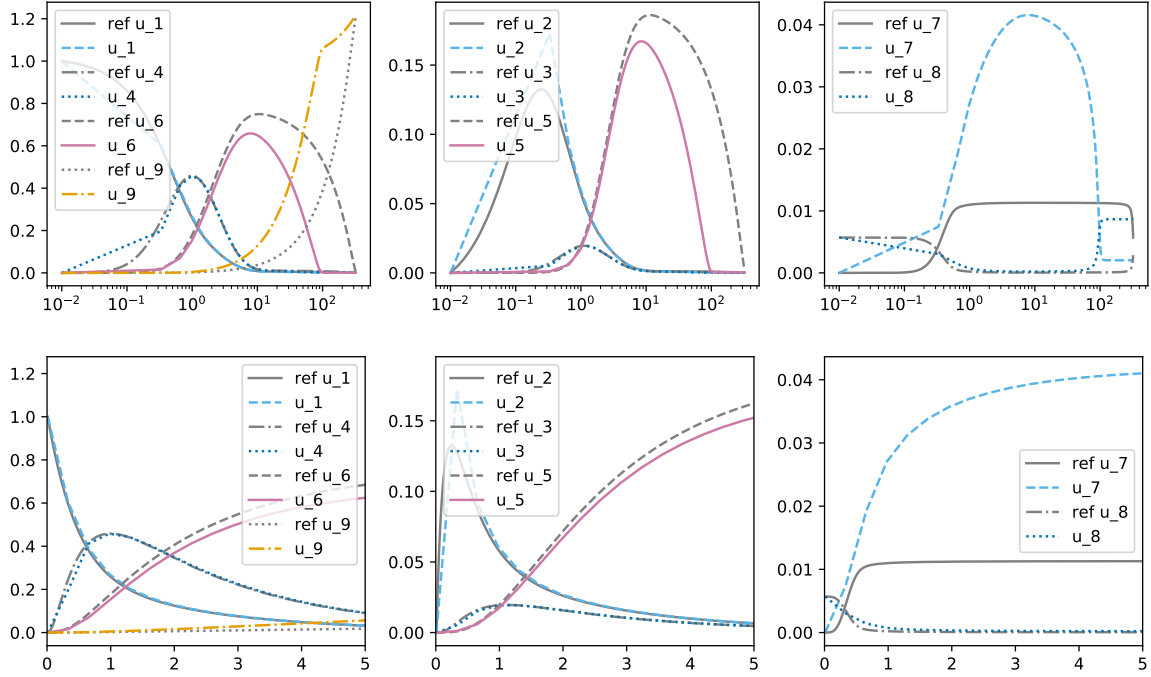 1.2
1.0
0.8
0.6
0.4
0.2
0.0
ref u_1
u_1
ref u_4
u_4
ref u_6
u_6
ref u_9
u_9
10⁻² 10⁻¹ 10⁰ 10¹ 10² 
0.15
0.10
0.05
0.00
ref u_2
u_2
ref u_3
u_3
ref u_5
u_5
10⁻² 10⁻¹ 10⁰ 10¹ 10²
0.04
0.03
0.02
0.01
0.00
ref u_7
u_7
ref u_8
u_8
10⁻² 10⁻¹ 10⁰ 10¹ 10²
1.2
1.0
0.8
0.6
0.4
0.2
0.0
ref u_1
u_1
ref u_4
u_4
ref u_6
u_6
ref u_9
u_9
0 1 2 3 4 5
0.15
0.10
0.05
0.00
ref u_2
u_2
ref u_3
u_3
ref u_5
u_5
0 1 2 3 4 5
0.04
0.03
0.02
0.01
0.00
ref u_7
u_7
ref u_8
u_8
0 1 2 3 4 5